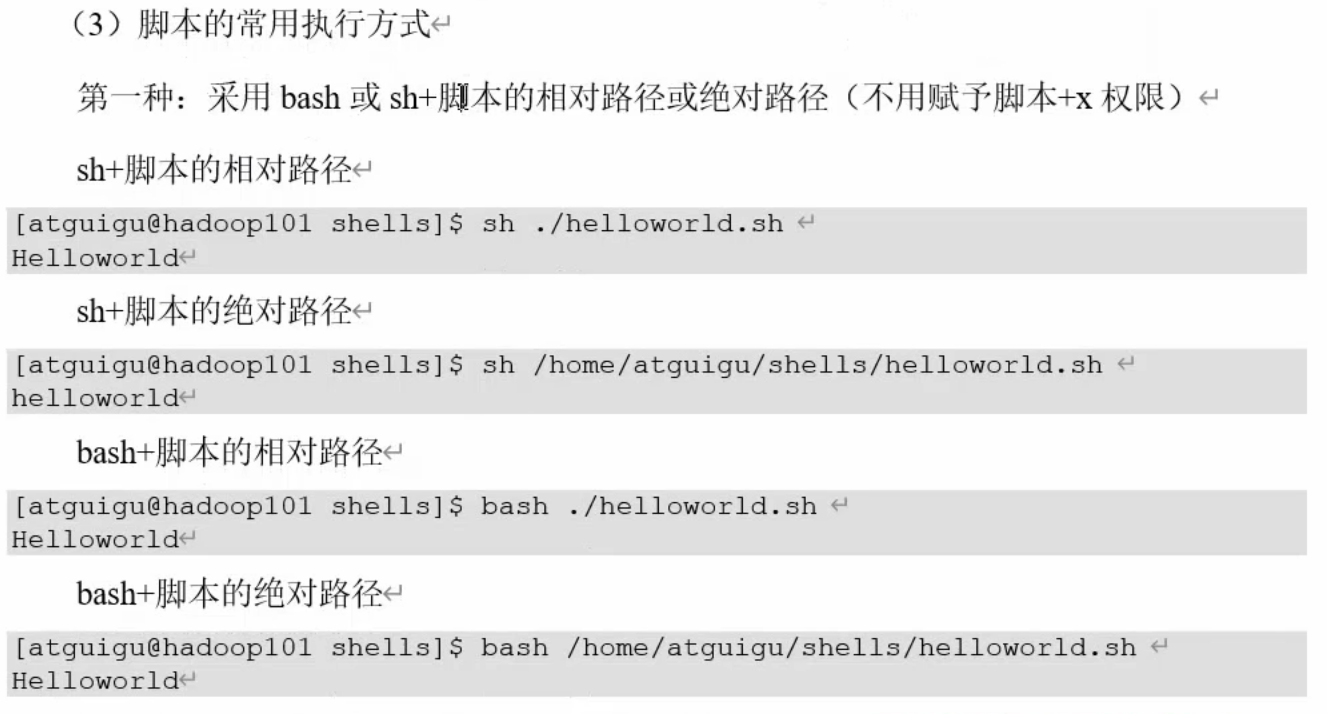 （3）脚本的常用执行方式↵
第一种：采用 bash 或 sh+脚本的相对路径或绝对路径（不用赋予脚本+x 权限）↵
sh+脚本的相对路径↵
[atguigu@hadoop101 shells]$ sh ./helloworld.sh ↵
Helloworld↵
sh+脚本的绝对路径↵
[atguigu@hadoop101 shells]$ sh /home/atguigu/shells/helloworld.sh ↵
helloworld↵
bash+脚本的相对路径↵
[atguigu@hadoop101 shells]$ bash ./helloworld.sh ↵
Helloworld↵
bash+脚本的绝对路径↵
[atguigu@hadoop101 shells]$ bash /home/atguigu/shells/helloworld.sh ↵
Helloworld↵